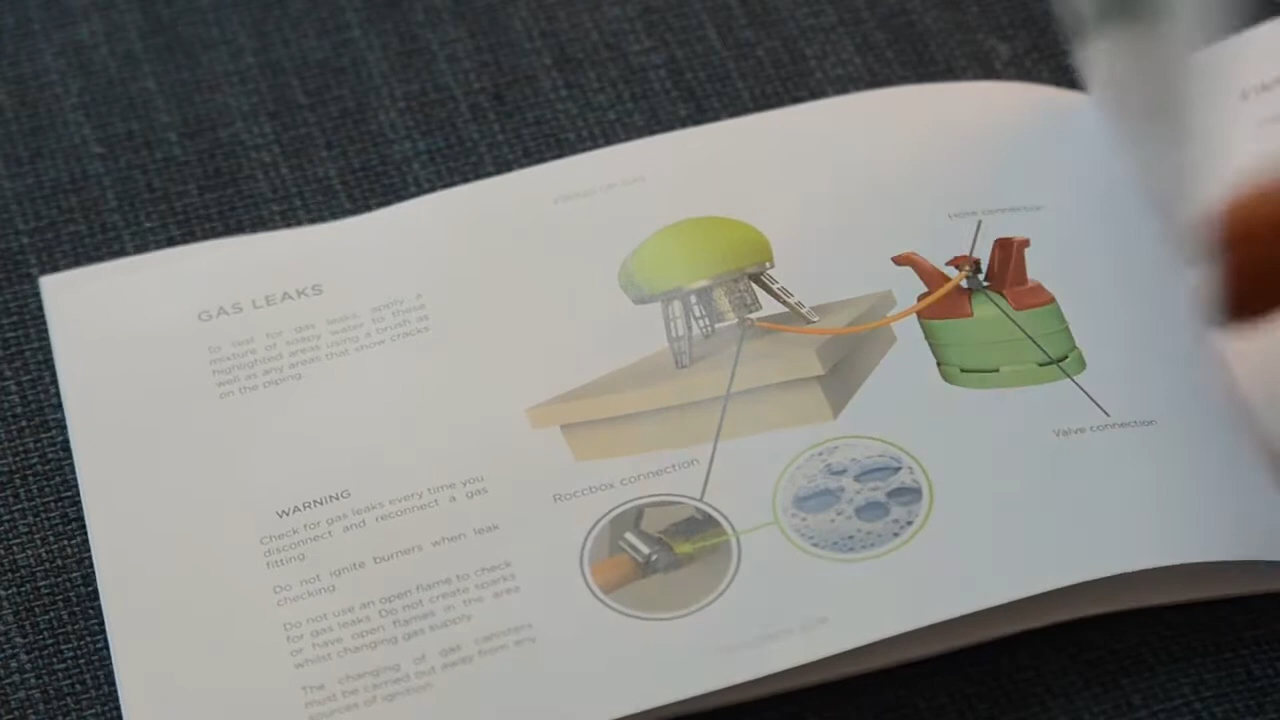 GAS LEAKS
To test for gas leaks, apply a
mixture of soapy water to these
highlighted areas using a brush as
well as any areas that show cracks
on the piping.
WARNING
Check for gas leaks every time you
disconnect and reconnect a gas
fitting.
Do not ignite burners when leak
checking.
Do not use an open flame to check
for gas leaks. Do not create sparks
or have open flames in the area
whilst changing gas supply.
The changing of gas canisters
must be carried out away from any
sources of ignition.
Hose connection
Valve connection
Roccbox connection